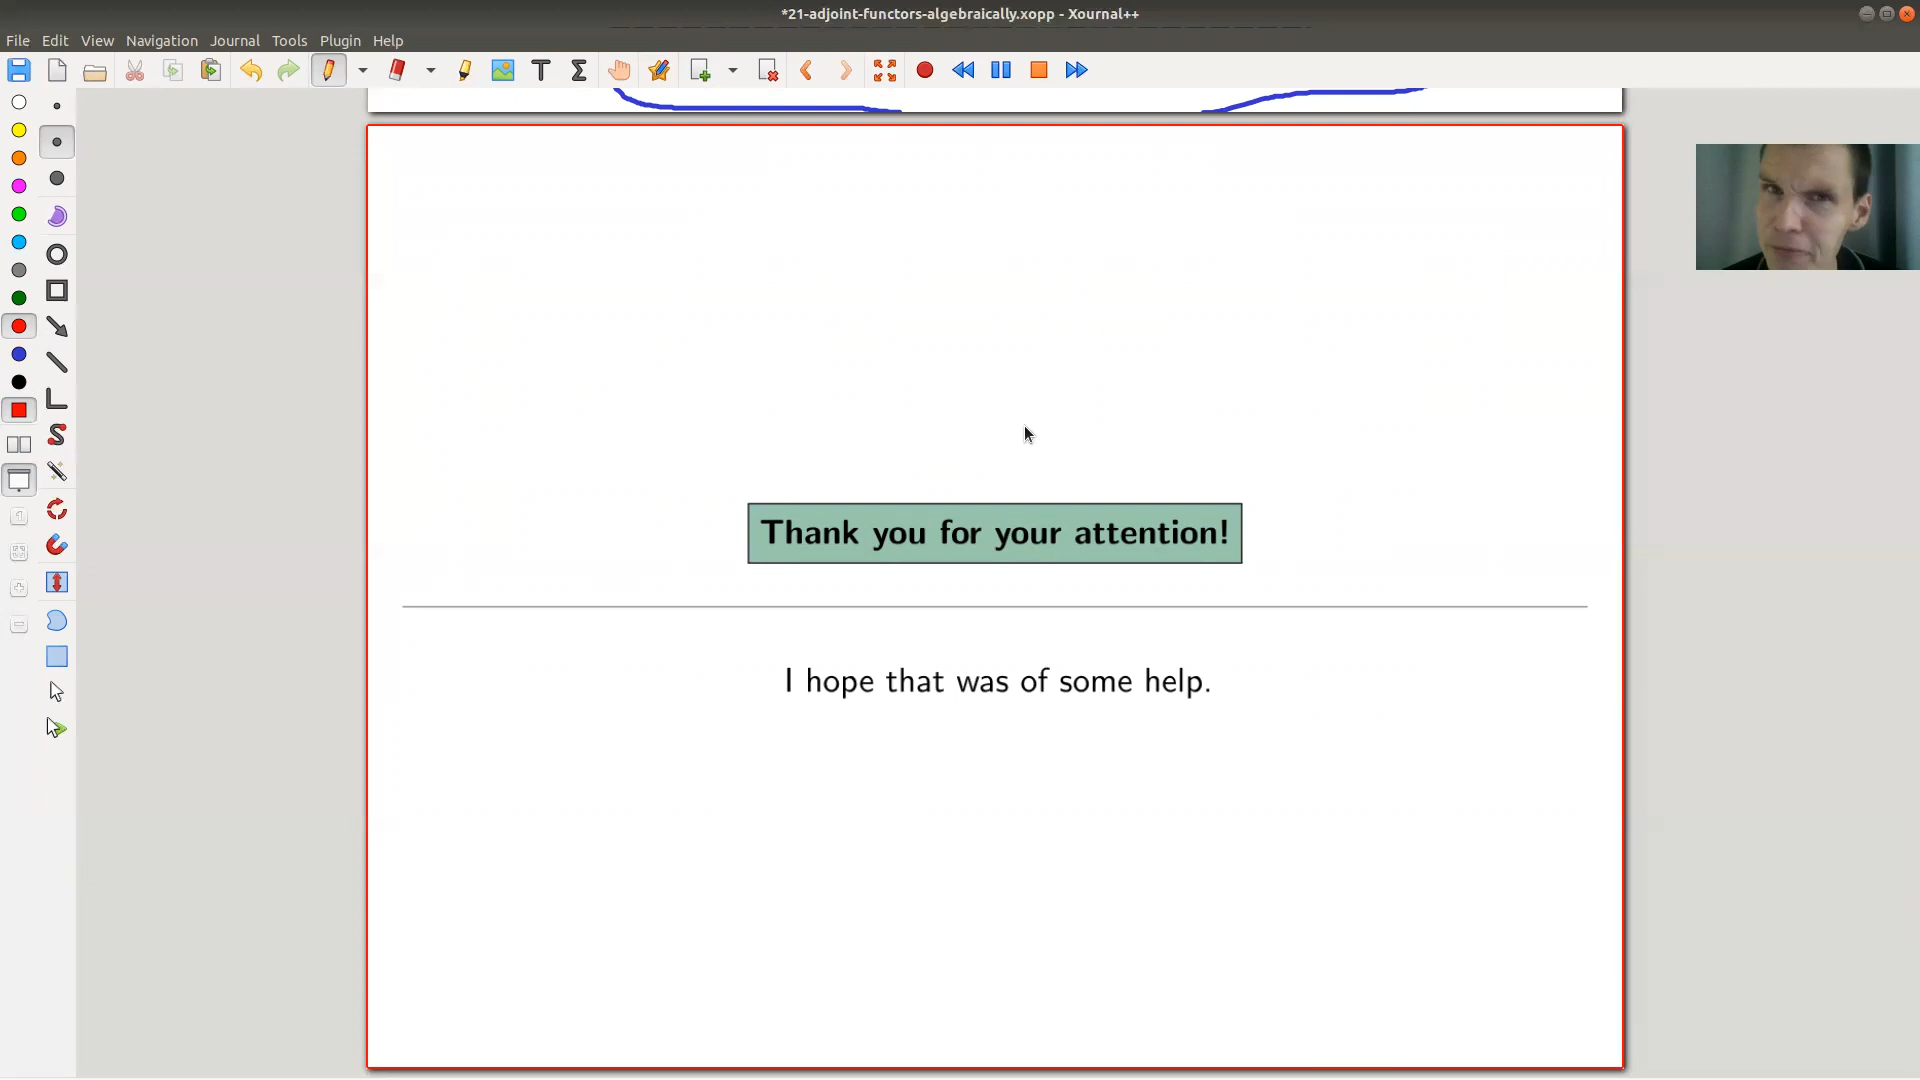 *21-adjoint-functors-algebraically.xopp - Xournal++
File Edit View Navigation Journal Tools Plugin Help
Thank you for your attention!
I hope that was of some help.